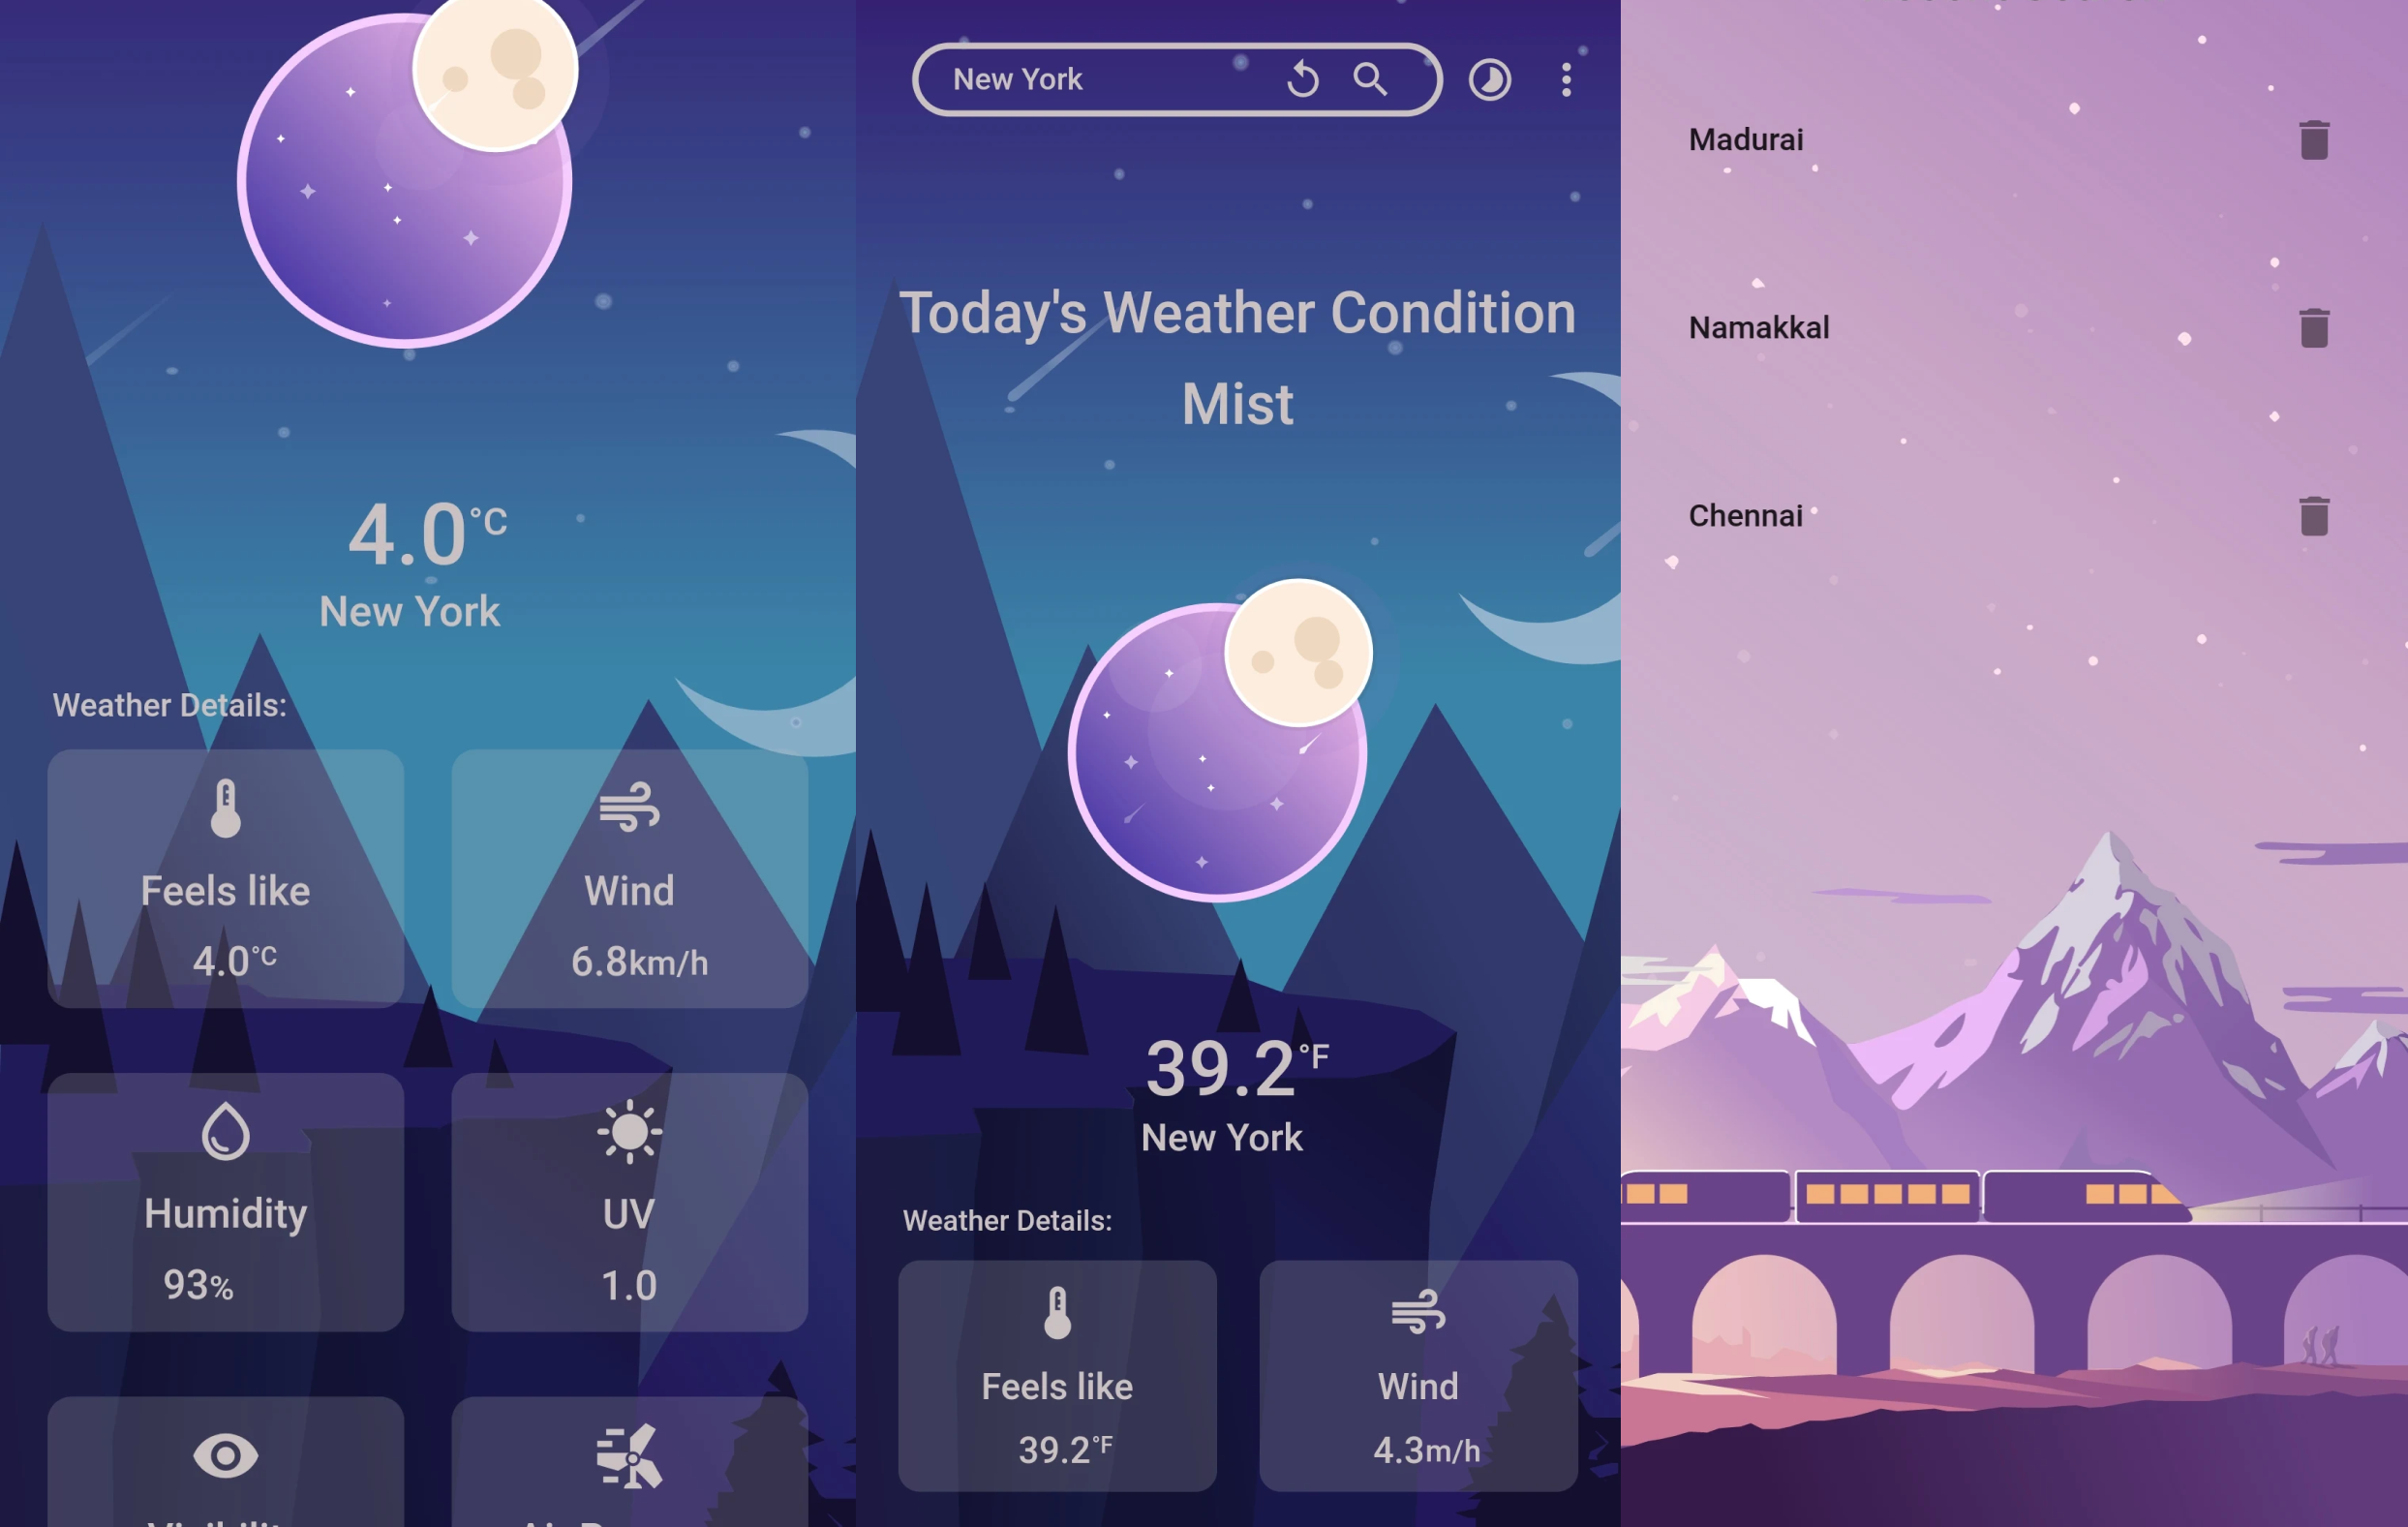 4.0°C
New York
Weather Details:
Feels like
4.0°C
Wind
6.8km/h
Humidity
93%
UV
1.0
New York
Today's Weather Condition
Mist
39.2°F
New York
Weather Details:
Feels like
39.2°F
Wind
4.3m/h
Madurai
Namakkal
Chennai